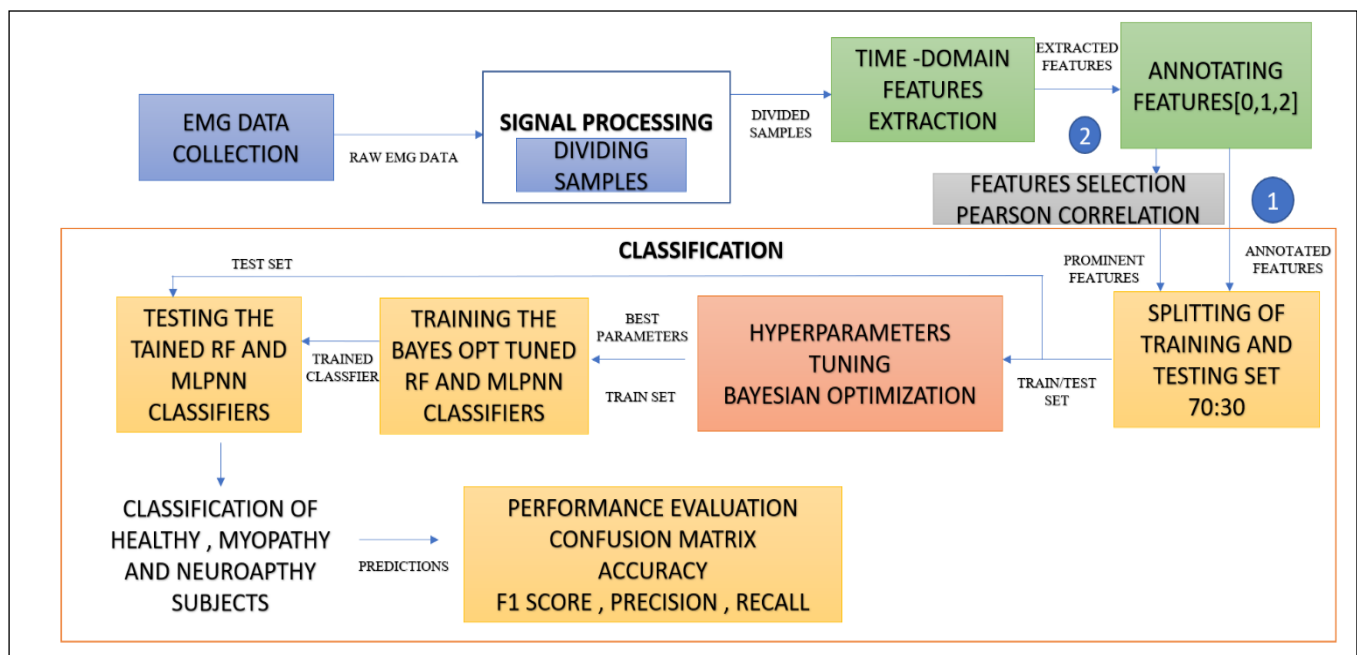 EMG DATA
COLLECTION
RAW EMG DATA
SIGNAL PROCESSING
DIVIDING
SAMPLES
DIVIDED
SAMPLES
TIME -DOMAIN
FEATURES
EXTRACTION
EXTRACTED
FEATURES
ANNOTATING
FEATURES[0,1,2]
2
FEATURES SELECTION
PEARSON CORRELATION
1
CLASSIFICATION
PROMINENT
FEATURES
ANNOTATED
FEATURES
TEST SET
SPLITTING OF
TRAINING AND
TESTING SET
70:30
TRAIN/TEST
SET
HYPERPARAMETERS
TUNING
BAYESIAN OPTIMIZATION
BEST
PARAMETERS
TRAIN SET
TRAINING THE
BAYES OPT TUNED
RF AND MLPNN
CLASSIFIERS
TRAINED
CLASSFIER
TESTING THE
TAINED RF AND
MLPNN
CLASSIFIERS
CLASSIFICATION OF
HEALTHY , MYOPATHY
AND NEUROAPTHY
SUBJECTS
PREDICTIONS
PERFORMANCE EVALUATION
CONFUSION MATRIX
ACCURACY
F1 SCORE , PRECISION , RECALL